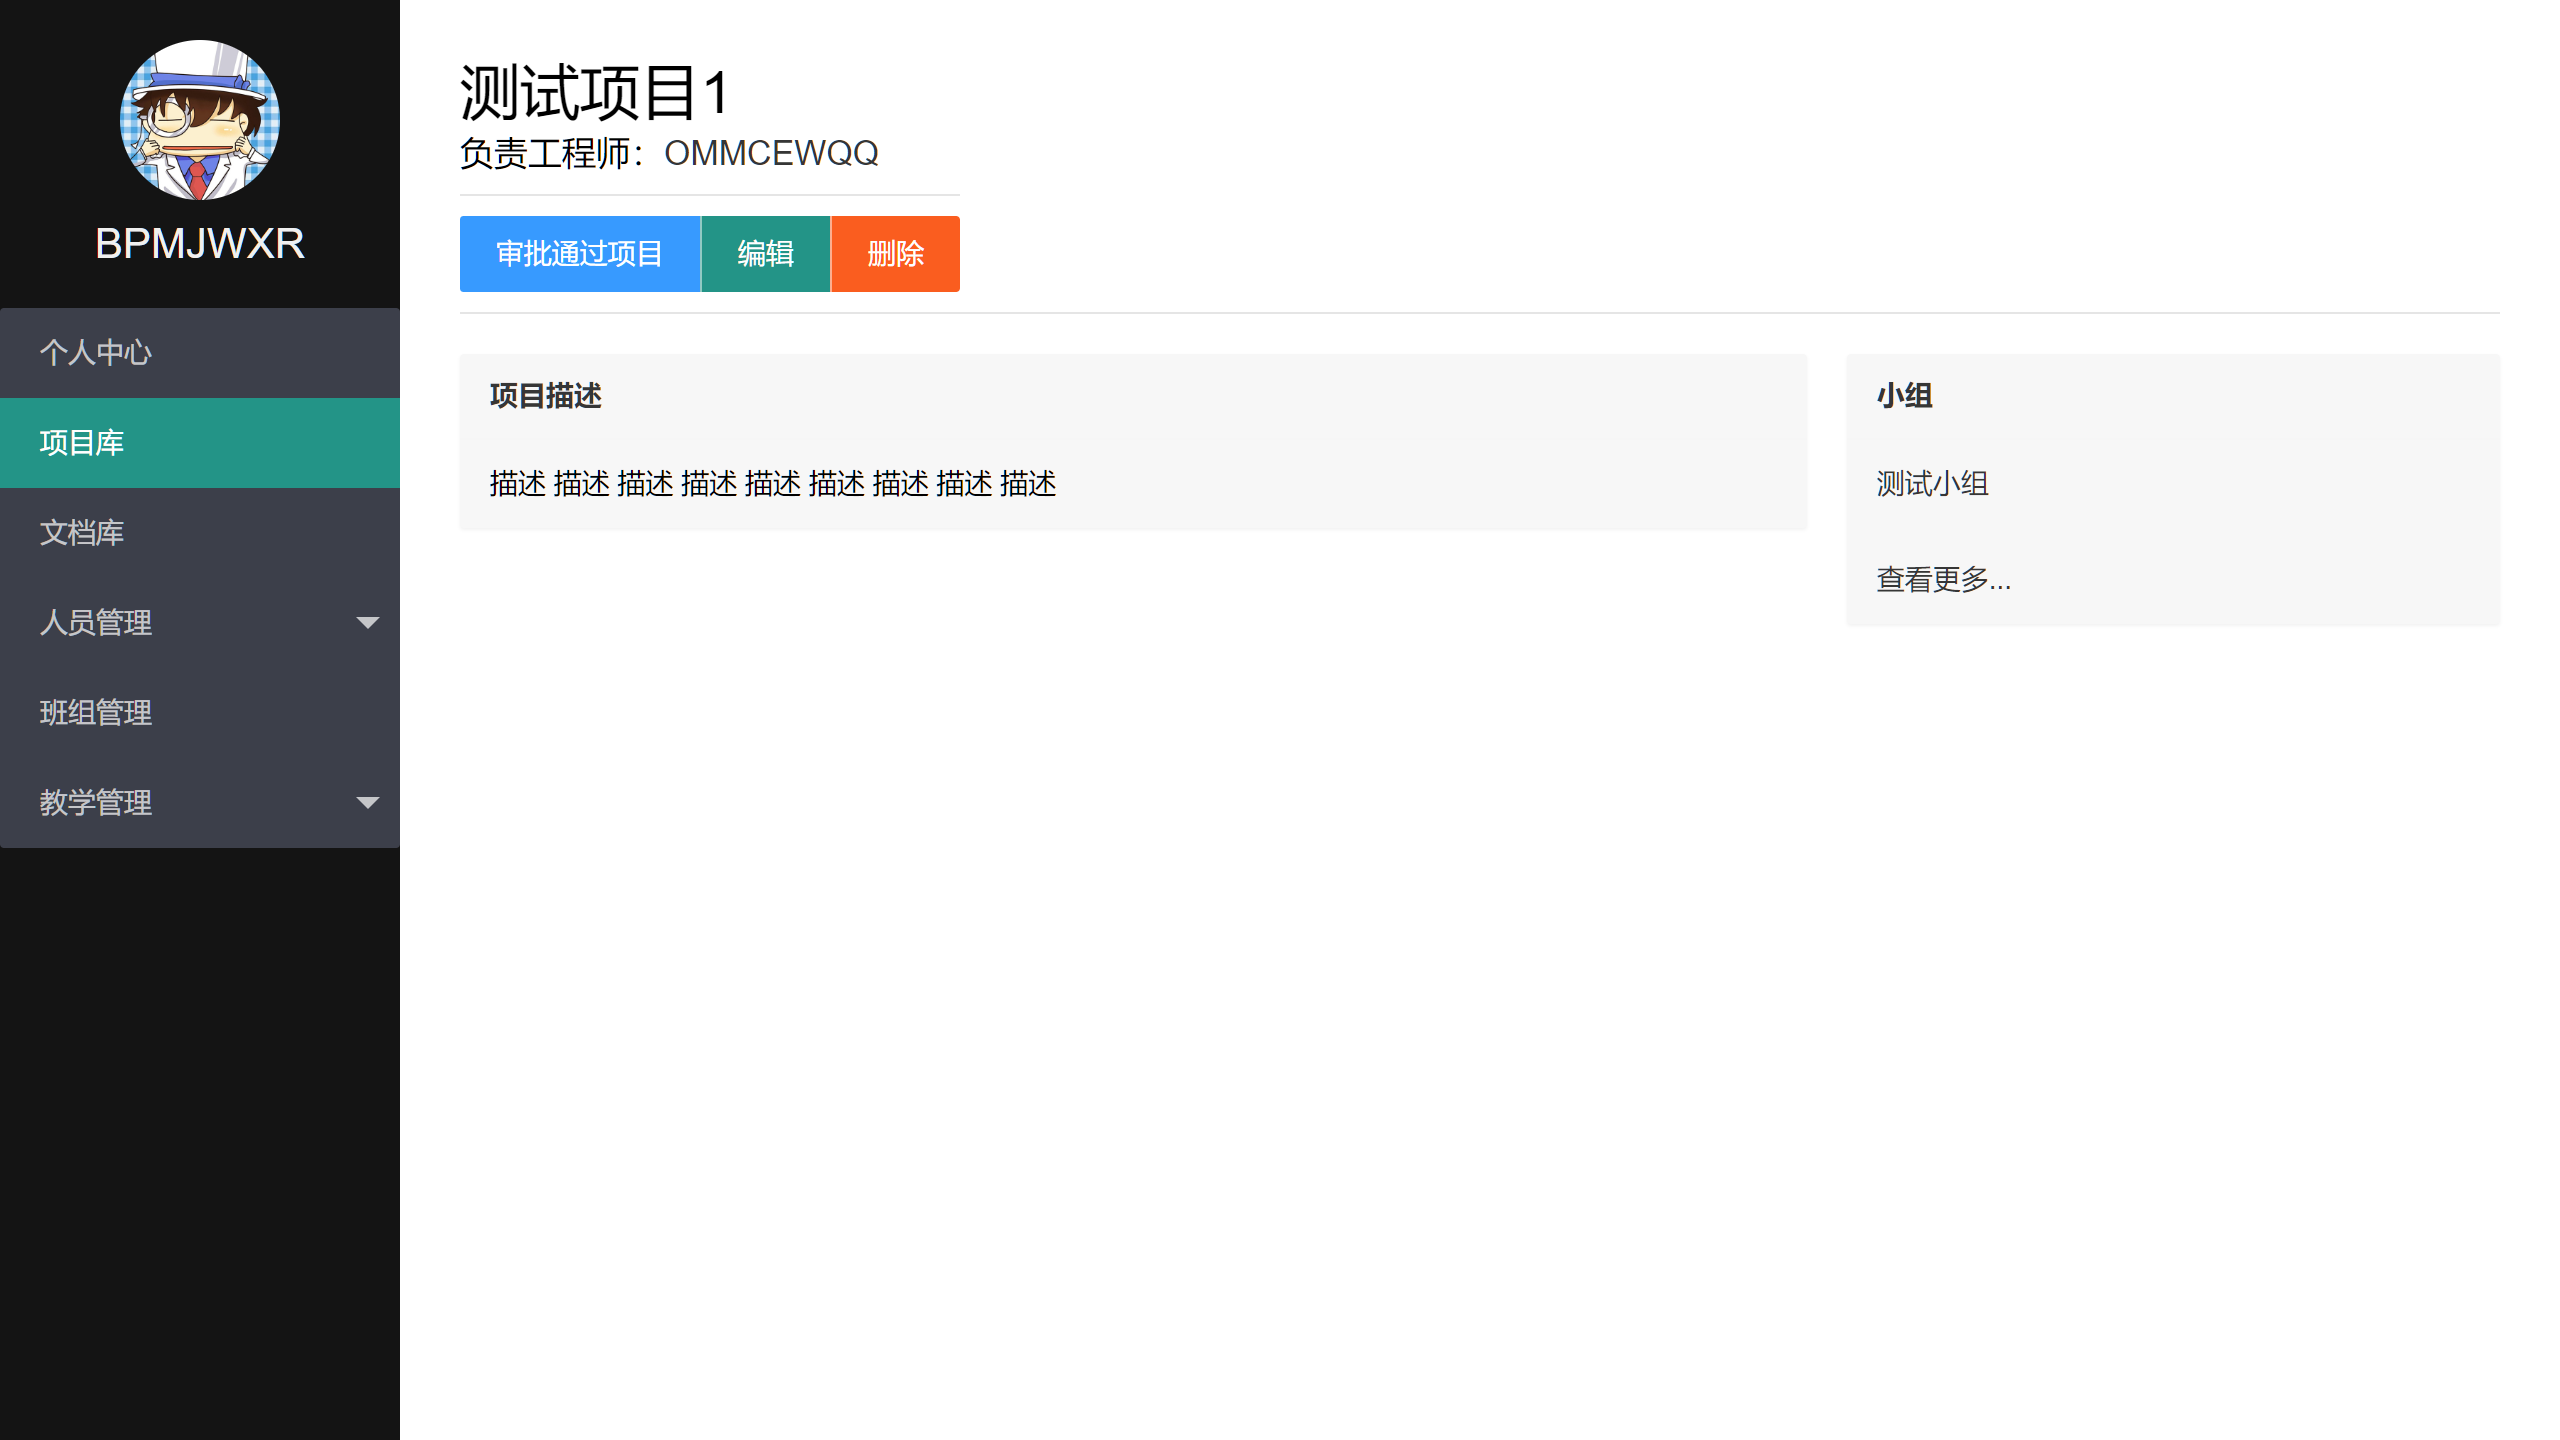 BPMJWXR
个人中心
项目库
文档库
人员管理
班组管理
教学管理
测试项目1
负责工程师：OMMCEWQQ
审批通过项目 编辑 删除
项目描述
描述 描述 描述 描述 描述 描述 描述 描述 描述
小组
测试小组
查看更多...